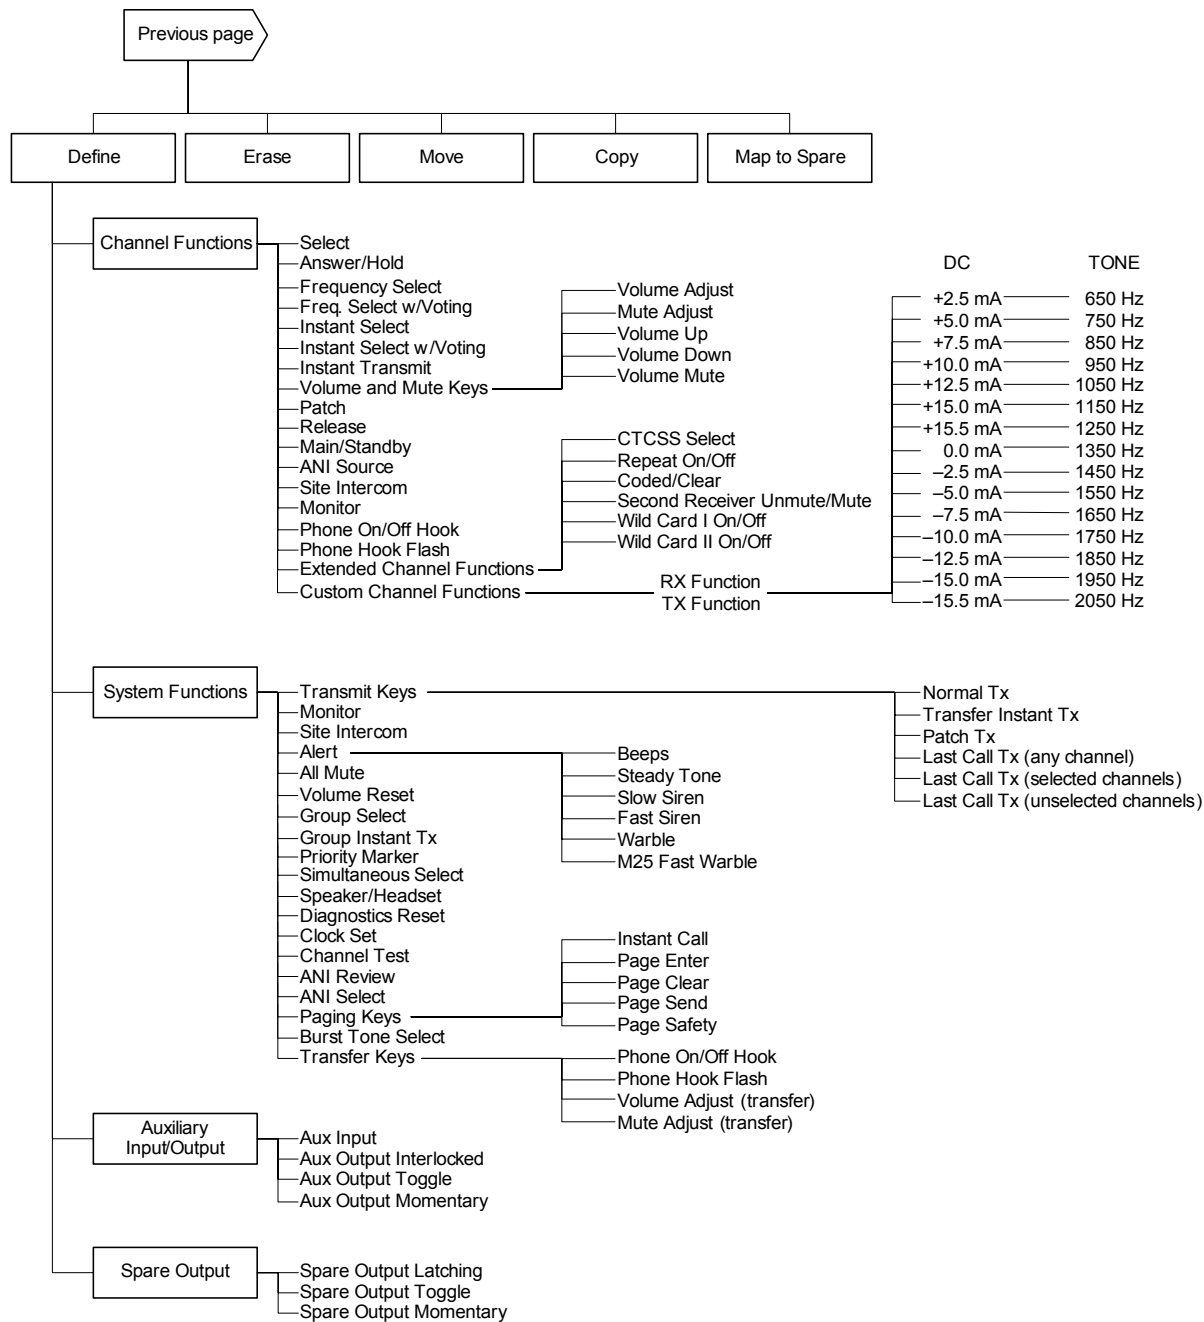 Previous page
Define
Erase
Move
Copy
Map to Spare
Channel Functions
Select
Answer/Hold
Frequency Select
Freq. Select w/Voting
Instant Select
Instant Select w/Voting
Instant Transmit
Volume and Mute Keys
Patch
Release
Main/Standby
ANI Source
Site Intercom
Monitor
Phone On/Off Hook
Phone Hook Flash
Extended Channel Functions
Custom Channel Functions
Volume Adjust
Mute Adjust
Volume Up
Volume Down
Volume Mute
CTCSS Select
Repeat On/Off
Coded/Clear
Second Receiver Unmute/Mute
Wild Card I On/Off
Wild Card II On/Off
RX Function
TX Function
DC TONE
+2.5 mA 650 Hz
+5.0 mA 750 Hz
+7.5 mA 850 Hz
+10.0 mA 950 Hz
+12.5 mA 1050 Hz
+15.0 mA 1150 Hz
+15.5 mA 1250 Hz
0.0 mA 1350 Hz
–2.5 mA 1450 Hz
–5.0 mA 1550 Hz
–7.5 mA 1650 Hz
–10.0 mA 1750 Hz
–12.5 mA 1850 Hz
–15.0 mA 1950 Hz
–15.5 mA 2050 Hz
System Functions
Transmit Keys
Monitor
Site Intercom
Alert
All Mute
Volume Reset
Group Select
Group Instant Tx
Priority Marker
Simultaneous Select
Speaker/Headset
Diagnostics Reset
Clock Set
Channel Test
ANI Review
ANI Select
Paging Keys
Burst Tone Select
Transfer Keys
Normal Tx
Transfer Instant Tx
Patch Tx
Last Call Tx (any channel)
Last Call Tx (selected channels)
Last Call Tx (unselected channels)
Beeps
Steady Tone
Slow Siren
Fast Siren
Warble
M25 Fast Warble
Instant Call
Page Enter
Page Clear
Page Send
Page Safety
Phone On/Off Hook
Phone Hook Flash
Volume Adjust (transfer)
Mute Adjust (transfer)
Auxiliary
Input/Output
Aux Input
Aux Output Interlocked
Aux Output Toggle
Aux Output Momentary
Spare Output
Spare Output Latching
Spare Output Toggle
Spare Output Momentary